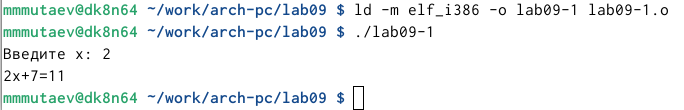 mmmutaev@dk8n64 ~/work/arch-pc/lab09 $ ld -m elf_i386 -o lab09-1 lab09-1.o
mmmutaev@dk8n64 ~/work/arch-pc/lab09 $ ./lab09-1
Введите x: 2
2x+7=11
mmmutaev@dk8n64 ~/work/arch-pc/lab09 $